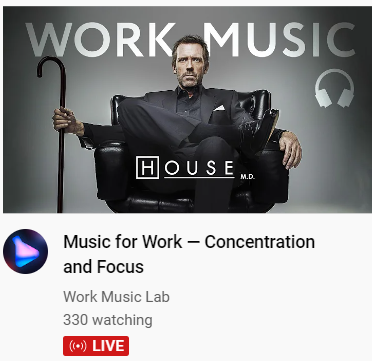 WORK MUSIC
HOUSE M.D.
Music for Work — Concentration
and Focus
Work Music Lab
330 watching
LIVE